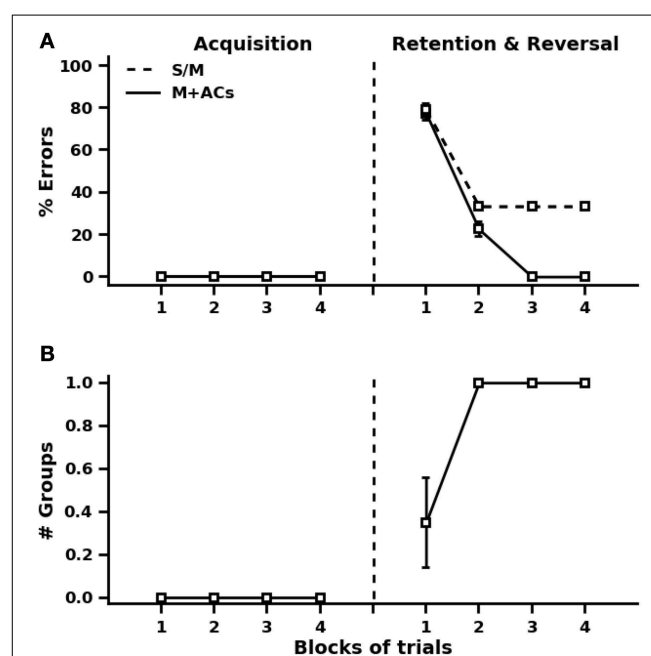 A
Acquisition
Retention & Reversal
S/M
M+ACs
% Errors
100
80
60
40
20
0
1 2 3 4 1 2 3 4
B
# Groups
1.0
0.8
0.6
0.4
0.2
0.0
1 2 3 4 1 2 3 4
Blocks of trials